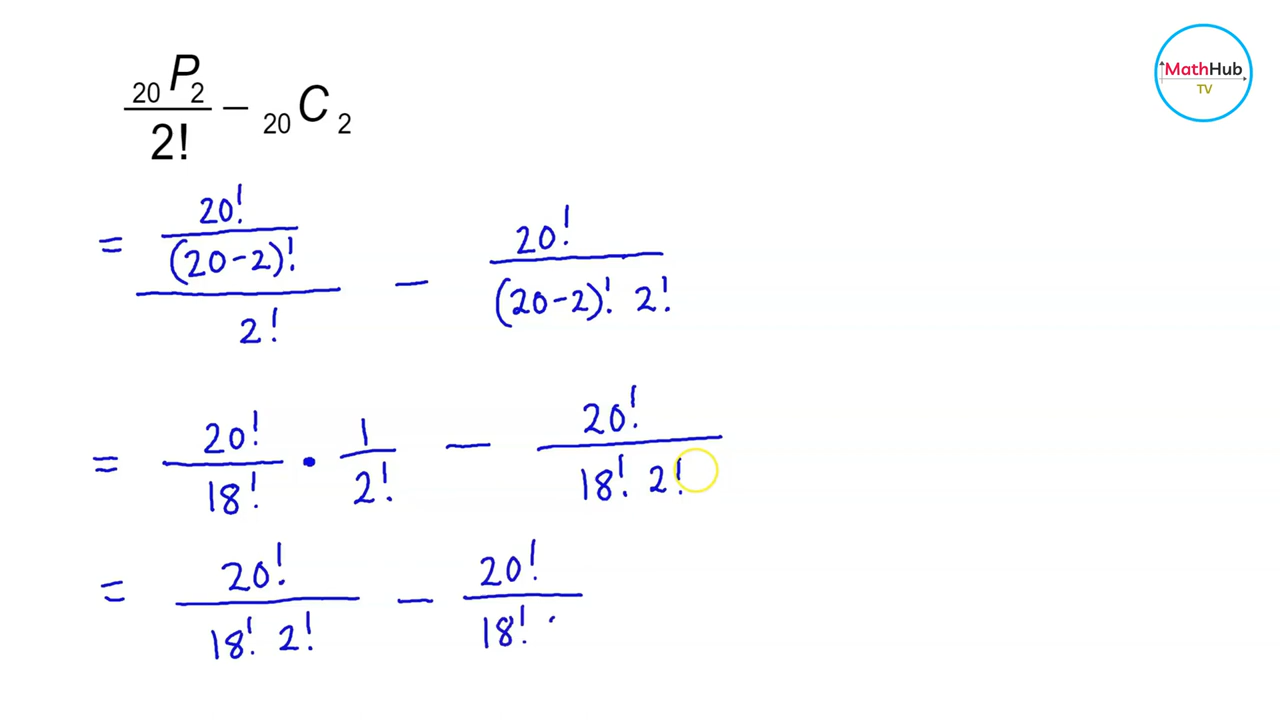 MathHub
TV
20P2
2! − 20C2
= 20!
(20-2)!
2!
− 20!
(20-2)! 2!
= 20!
18! • 1
2! − 20!
18! 2!
= 20!
18! 2! − 20!
18!